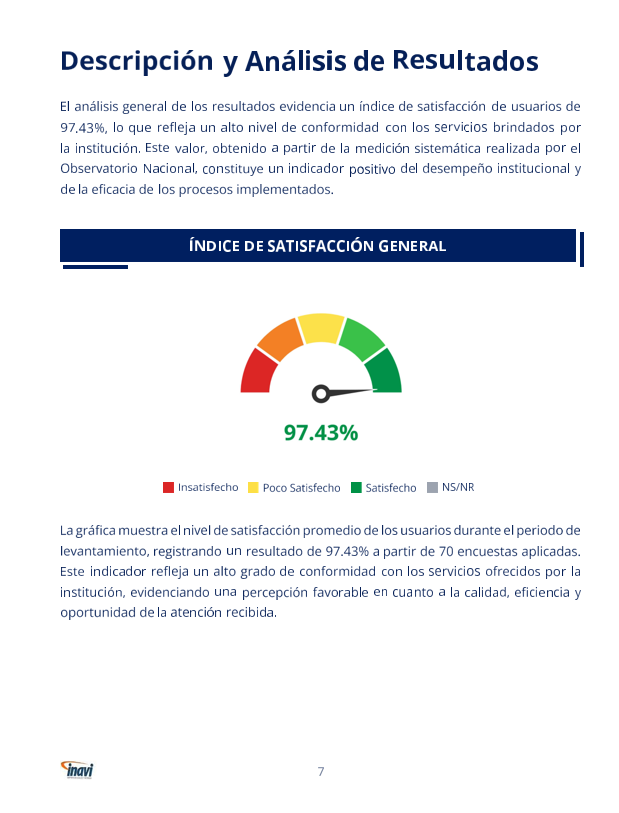 Descripción y Análisis de Resultados
El análisis general de los resultados evidencia un índice de satisfacción de usuarios de
97.43%, lo que refleja un alto nivel de conformidad con los servicios brindados por
la institución. Este valor, obtenido a partir de la medición sistemática realizada por el
Observatorio Nacional, constituye un indicador positivo del desempeño institucional y
de la eficacia de los procesos implementados.
ÍNDICE DE SATISFACCIÓN GENERAL
97.43%
Insatisfecho Poco Satisfecho Satisfecho NS/NR
La gráfica muestra el nivel de satisfacción promedio de los usuarios durante el periodo de
levantamiento, registrando un resultado de 97.43% a partir de 70 encuestas aplicadas.
Este indicador refleja un alto grado de conformidad con los servicios ofrecidos por la
institución, evidenciando una percepción favorable en cuanto a la calidad, eficiencia y
oportunidad de la atención recibida.
inavi
7